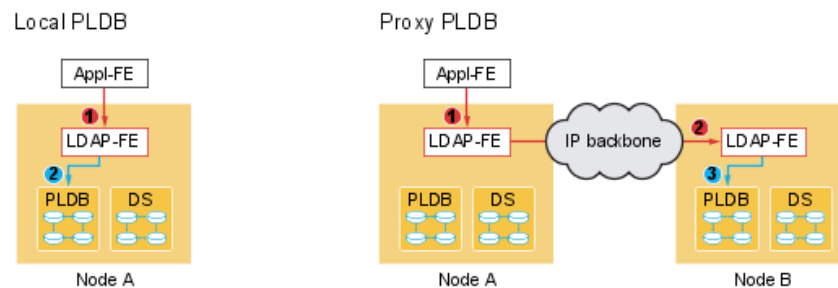 Local PLDB
Appl-FE
1
LDAP-FE
2
PLDB DS
Node A
Proxy PLDB
Appl-FE
1
LDAP-FE
IP backbone
2
LDAP-FE
3
PLDB DS
PLDB DS
Node A
Node B